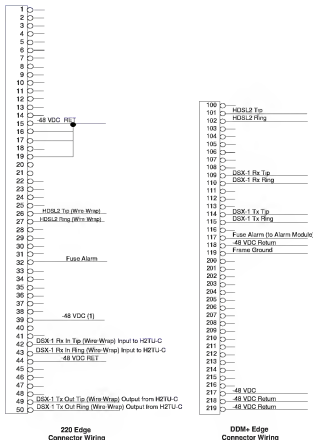 1
2
3
4
5
6
7
8
9
10
11
12
13
14
-48 VDC RET
15
16
17
18
19
20
21
22
23
24
25
26 HDSL2 Tip (Wire-Wrap)
27 HDSL2 Ring (Wire-Wrap)
28
29
30
31
32 Fuse Alarm
33
34
35
36
37
38
39 -48 VDC (1)
40
41
42 DSX-1 Rx In Tip (Wire-Wrap) Input to H2TU-C
43 DSX-1 Rx In Ring (Wire-Wrap) Input to H2TU-C
44 -48 VDC RET
45
46
47
48
49 DSX-1 Tx Out Tip (Wire-Wrap) Output from H2TU-C
50 DSX-1 Tx Out Ring (Wire-Wrap) Output from H2TU-C
220 Edge
Connector Wiring
100
101 HDSL2 Tip
102 HDSL2 Ring
103
104
105
106
107
108
109 DSX-1 Rx Tip
110 DSX-1 Rx Ring
111
112
113
114 DSX-1 Tx Tip
115 DSX-1 Tx Ring
116
117 Fuse Alarm (to Alarm Module)
118 -48 VDC Return
119 Frame Ground
200
201
202
203
204
205
206
207
208
209
210
211
212
213
214
215
216
217 -48 VDC
218 -48 VDC Return
219 -48 VDC Return
DDM+ Edge
Connector Wiring